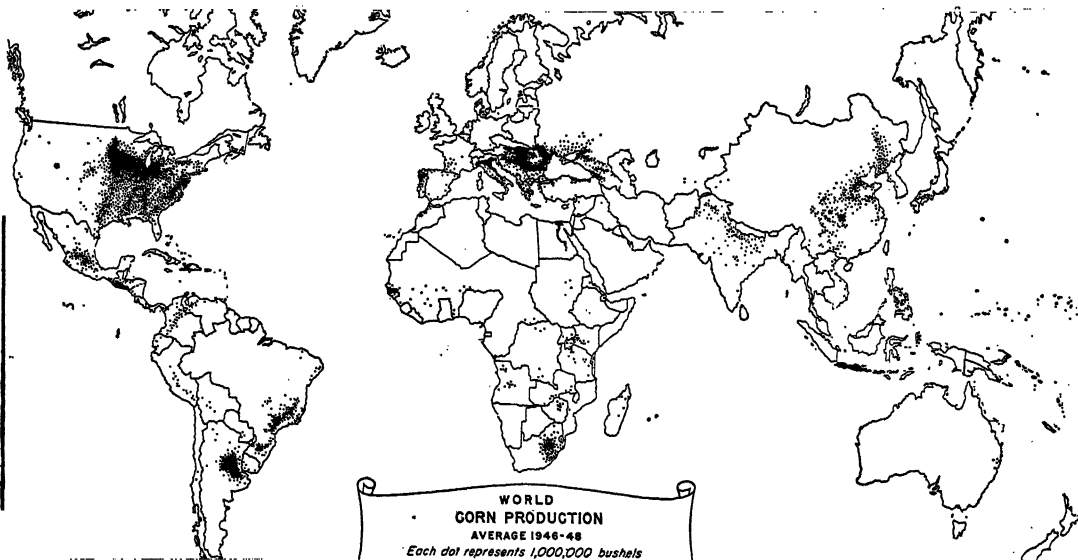 WORLD
CORN PRODUCTION
AVERAGE 1946-48
Each dot represents 1,000,000 bushels